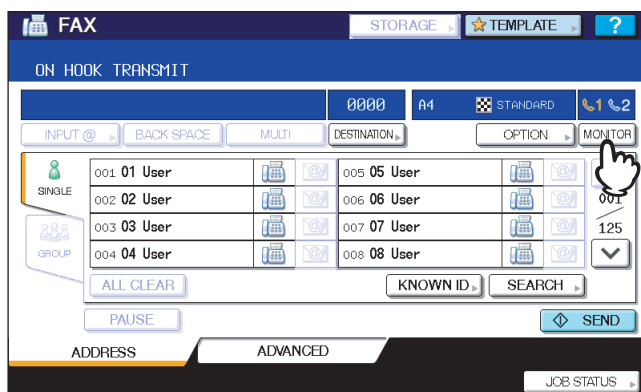 FAX STORAGE TEMPLATE ?
ON HOOK TRANSMIT
0000 A4 STANDARD 1 2
INPUT @ BACK SPACE MULTI DESTINATION OPTION MONITOR
SINGLE
001 01 User 005 05 User
002 02 User 006 06 User
001
003 03 User 007 07 User
125
GROUP
004 04 User 008 08 User
ALL CLEAR KNOWN ID SEARCH
PAUSE SEND
ADDRESS ADVANCED
JOB STATUS